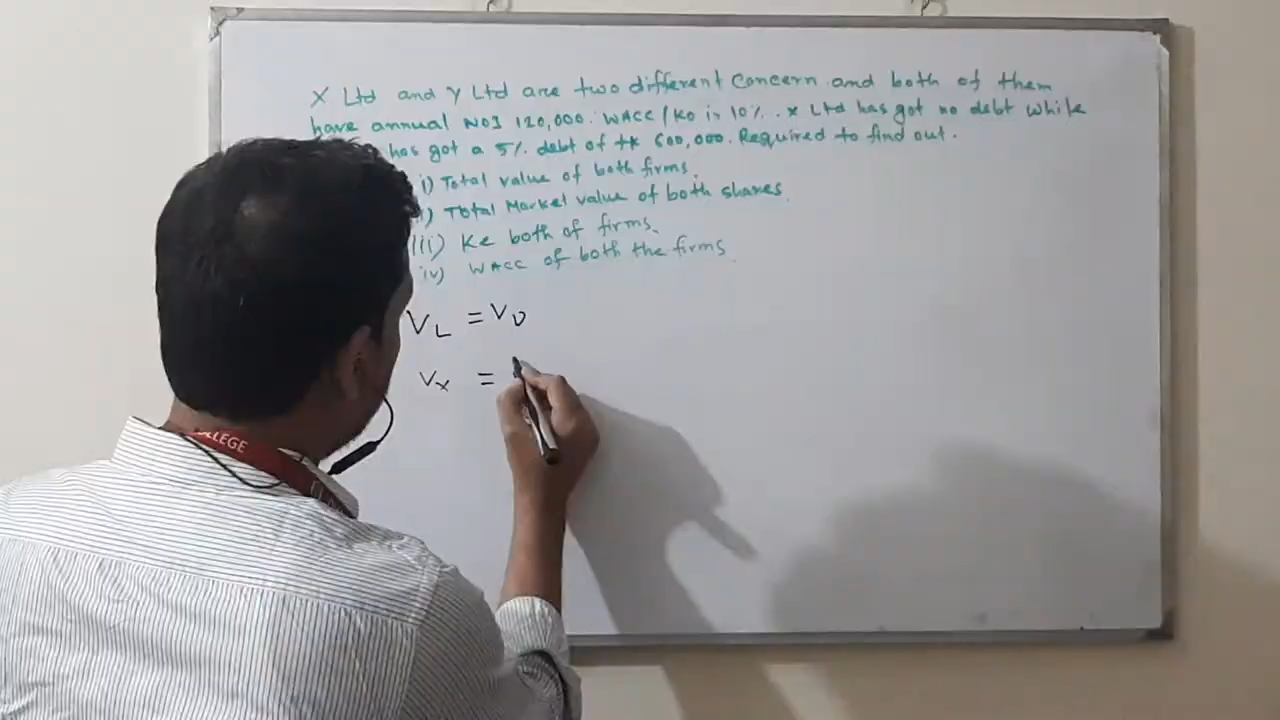 X Ltd and Y Ltd are two different concern and both of them
have annual NOI 120,000. WACC/Ko is 10%. X Ltd has got no debt while
has got a 5% debt of tk 600,000. Required to find out.
i) Total value of both firms.
ii) Total Market value of both shares.
iii) Ke both of firms.
iv) WACC of both the firms.
VL = VU
Vx =
COLLEGE